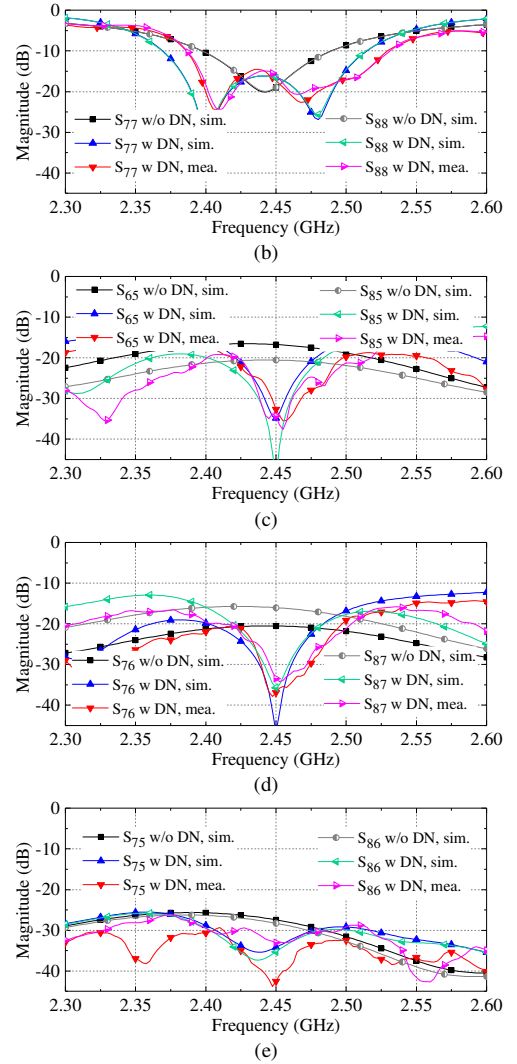 0
-10
-20
-30
-40
Magnitude (dB)
S77 w/o DN, sim.
S77 w DN, sim.
S77 w DN, mea.
S88 w/o DN, sim.
S88 w DN, sim.
S88 w DN, mea.
2.30 2.35 2.40 2.45 2.50 2.55 2.60
Frequency (GHz)
(b)
0
-10
-20
-30
-40
Magnitude (dB)
S65 w/o DN, sim.
S65 w DN, sim.
S65 w DN, mea.
S85 w/o DN, sim.
S85 w DN, sim.
S85 w DN, mea.
2.30 2.35 2.40 2.45 2.50 2.55 2.60
Frequency (GHz)
(c)
0
-10
-20
-30
-40
Magnitude (dB)
S76 w/o DN, sim.
S76 w DN, sim.
S76 w DN, mea.
S87 w/o DN, sim.
S87 w DN, sim.
S87 w DN, mea.
2.30 2.35 2.40 2.45 2.50 2.55 2.60
Frequency (GHz)
(d)
0
-10
-20
-30
-40
Magnitude (dB)
S75 w/o DN, sim.
S75 w DN, sim.
S75 w DN, mea.
S86 w/o DN, sim.
S86 w DN, sim.
S86 w DN, mea.
2.30 2.35 2.40 2.45 2.50 2.55 2.60
Frequency (GHz)
(e)